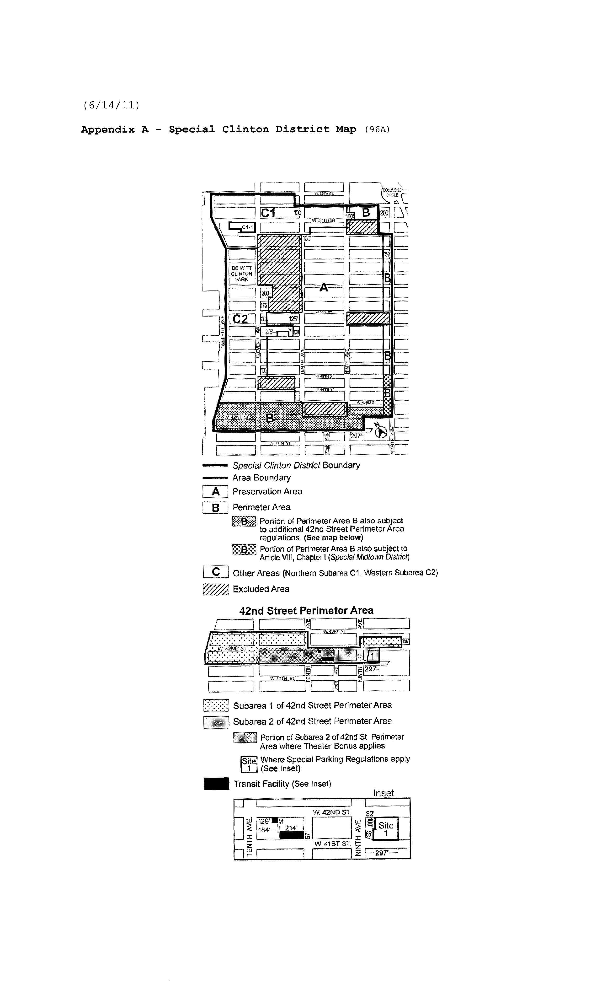 (6/14/11)
Appendix A - Special Clinton District Map (96A)
COLUMBUS
CIRCLE
C1
100'
B
200'
100'
W. 57TH ST
C1-1
100'
150'
DE WITT
CLINTON
PARK
B
A
200
175
C2
100
125'
TWELFTH AVE.
ELEVENTH AVE
275
100
B
TENTH AVE.
NINTH AVE.
100
W. 45TH ST
W. 44TH ST
B
W. 43RD ST
W. 42ND ST
B
N
297'
EIGHTH AVE.
DYER AVE.
W. 40TH ST.
Special Clinton District Boundary
Area Boundary
A Preservation Area
B Perimeter Area
B Portion of Perimeter Area B also subject
to additional 42nd Street Perimeter Area
regulations. (See map below)
B Portion of Perimeter Area B also subject to
Article VIII, Chapter I (Special Midtown District)
C Other Areas (Northern Subarea C1, Western Subarea C2)
Excluded Area
42nd Street Perimeter Area
AVE.
AVE.
W. 43RD ST
150'
W. 42ND ST.
1
TENTH
DYER AVE
NINTH
297'
W. 40TH ST
Subarea 1 of 42nd Street Perimeter Area
Subarea 2 of 42nd Street Perimeter Area
Portion of Subarea 2 of 42nd St. Perimeter
Area where Theater Bonus applies
Site
1
Where Special Parking Regulations apply
(See Inset)
Transit Facility (See Inset)
Inset
W. 42ND ST.
82'
TENTH AVE.
129'
184'
214'
67'
NINTH AVE.
100'
Site
1
W. 41ST ST.
297'